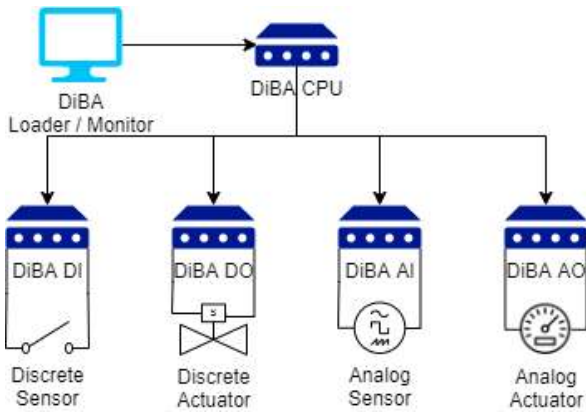 DiBA
Loader / Monitor
DiBA CPU
DiBA DI
DiBA DO
DiBA AI
DiBA AO
S
Discrete
Sensor
Discrete
Actuator
Analog
Sensor
Analog
Actuator